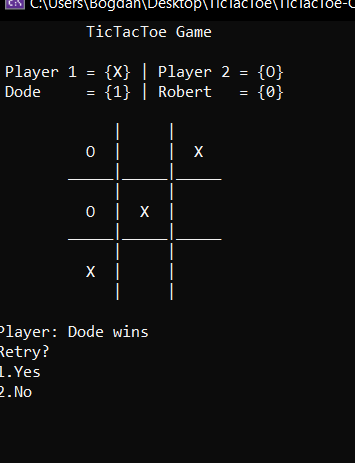 C:\Users\Bogdan\Desktop\TicTacToe\TicTacToe-C
TicTacToe Game
Player 1 = {X} | Player 2 = {O}
Dode = {1} | Robert = {0}
O | | X
O | X |
X | |
Player: Dode wins
Retry?
1.Yes
2.No